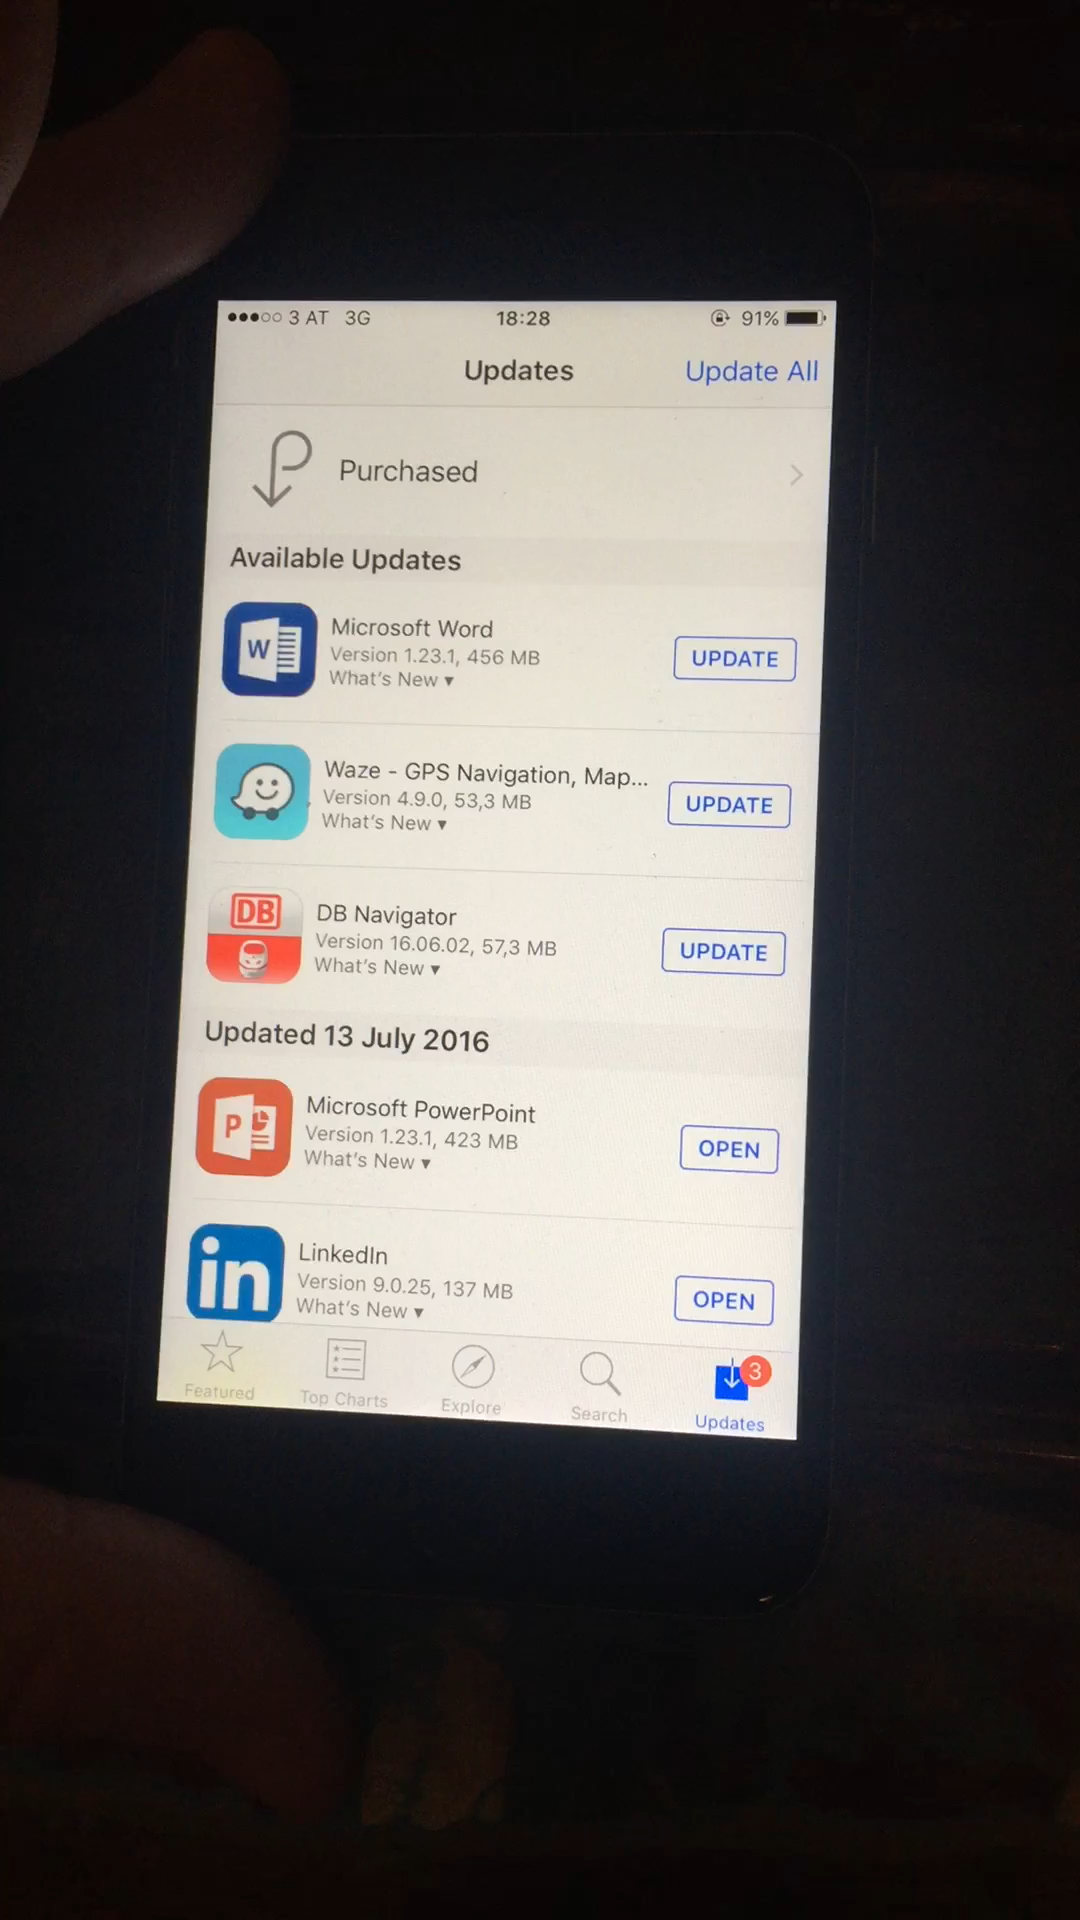 3 AT 3G 18:28 91%
Updates Update All
Purchased
Available Updates
W
Microsoft Word
Version 1.23.1, 456 MB
What's New ▾
UPDATE
Waze - GPS Navigation, Map...
Version 4.9.0, 53,3 MB
What's New ▾
UPDATE
DB
DB Navigator
Version 16.06.02, 57,3 MB
What's New ▾
UPDATE
Updated 13 July 2016
P
Microsoft PowerPoint
Version 1.23.1, 423 MB
What's New ▾
OPEN
in
LinkedIn
Version 9.0.25, 137 MB
What's New ▾
OPEN
3
Featured Top Charts Explore Search Updates